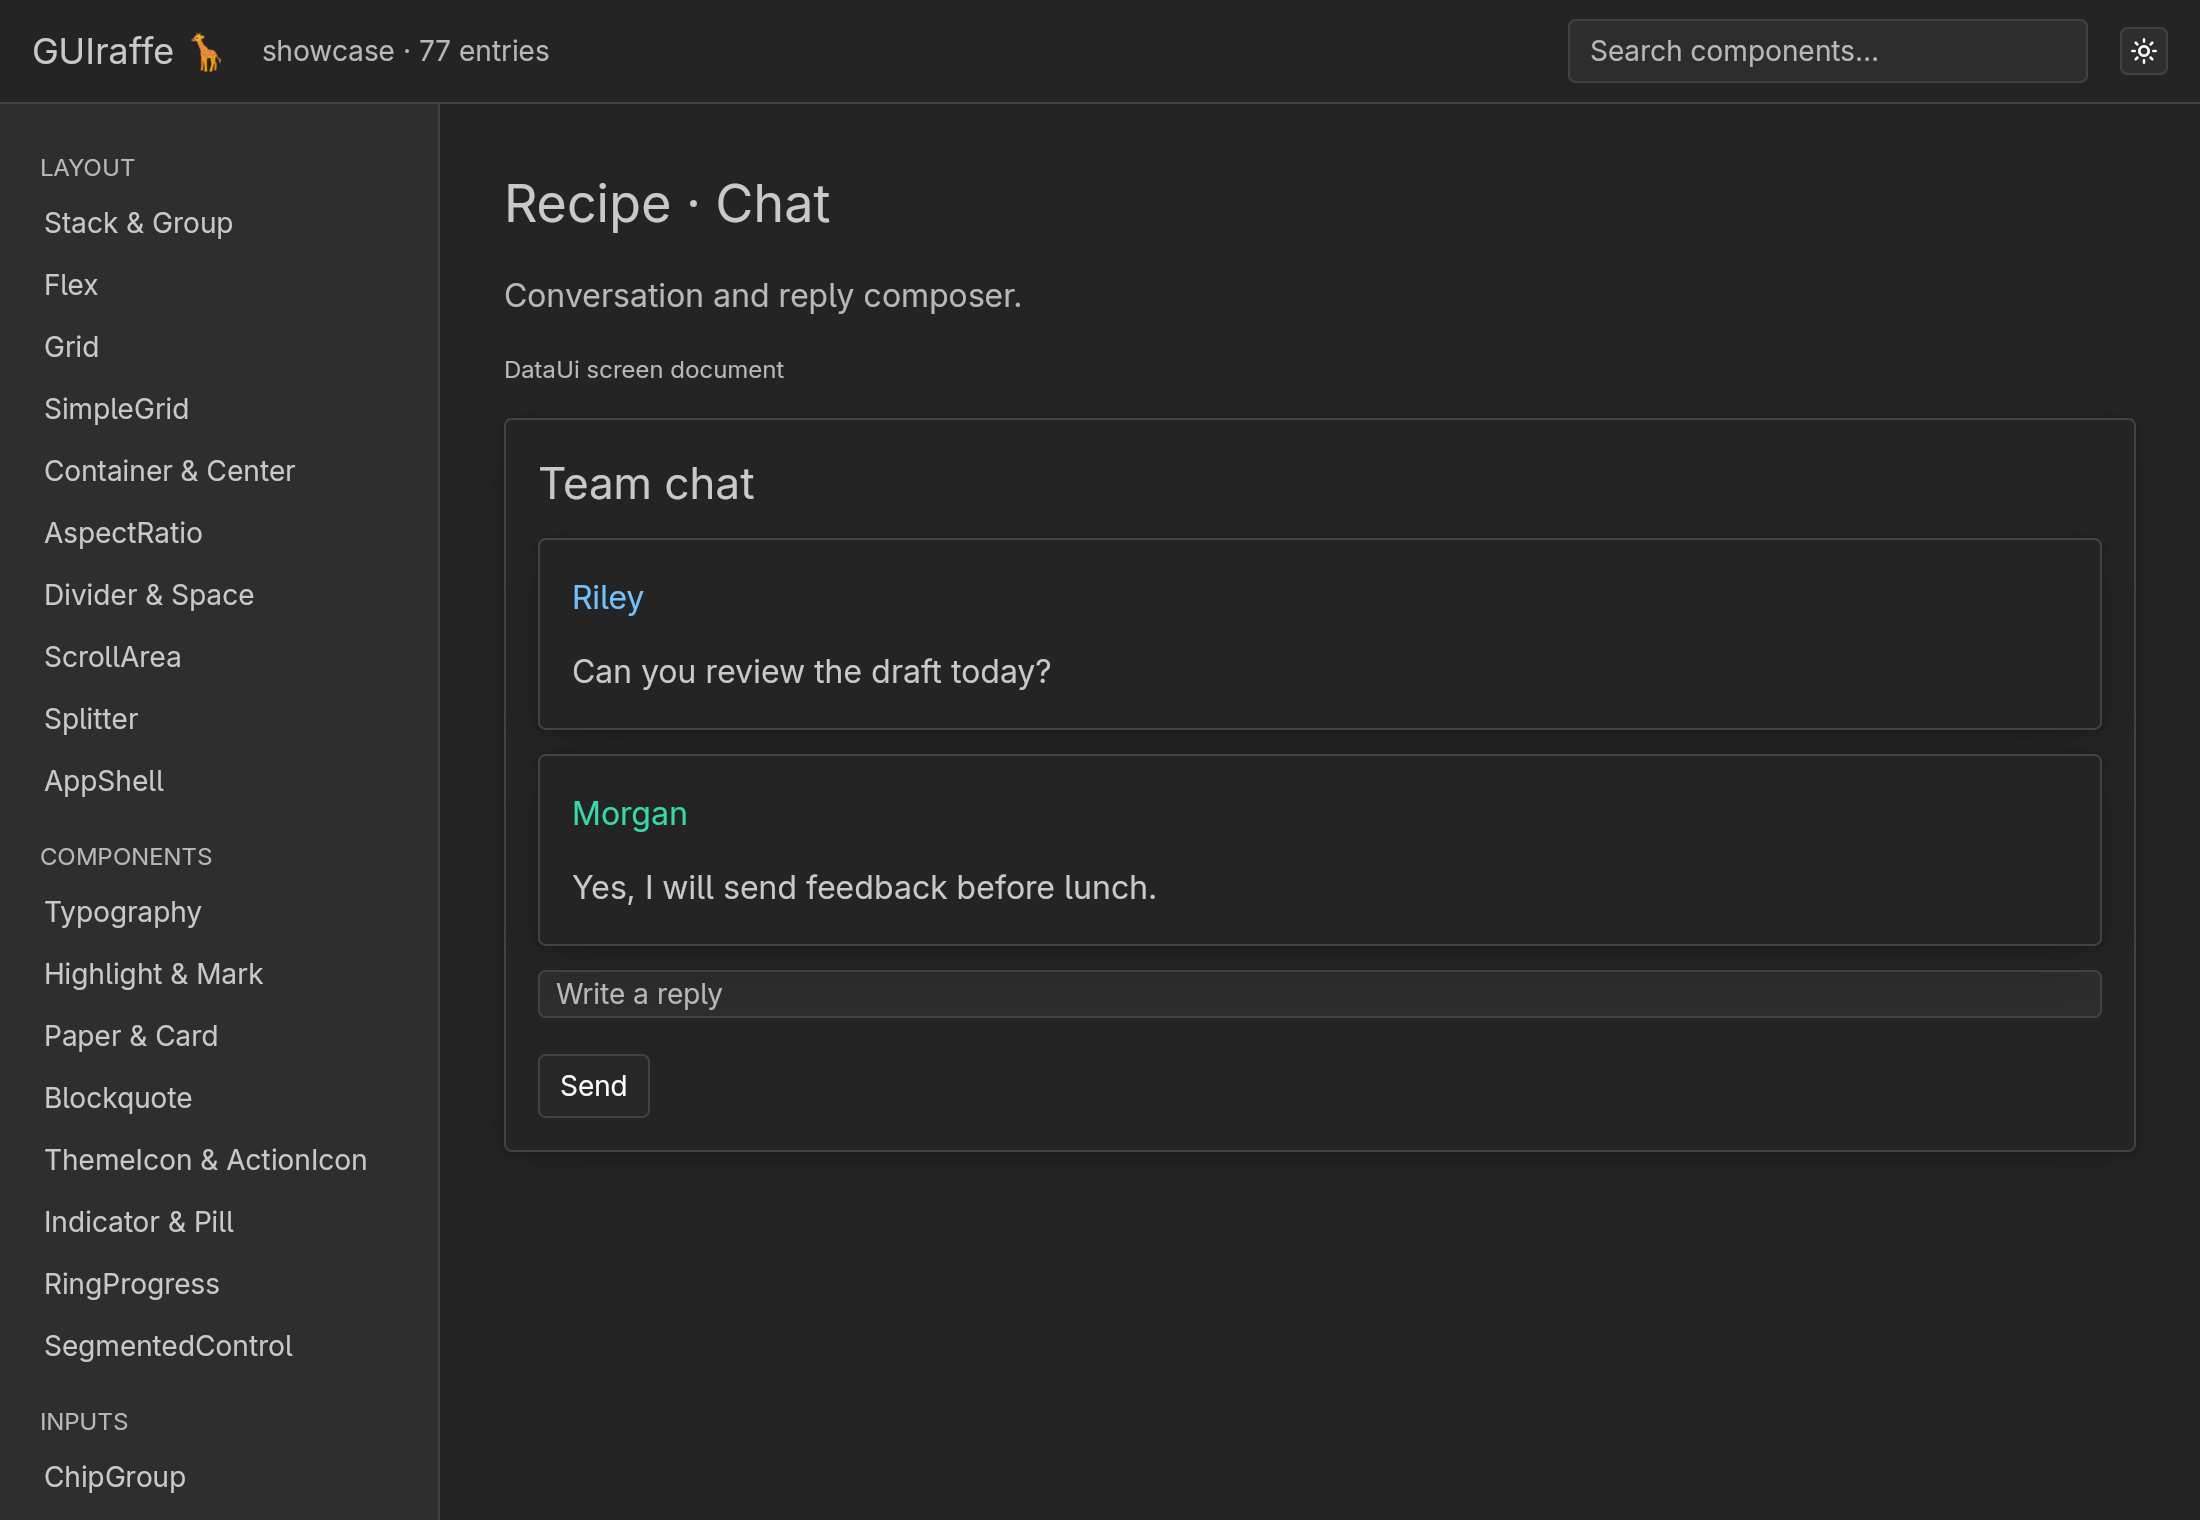 GUIraffe 🦒
showcase · 77 entries
Search components...
LAYOUT
Stack & Group
Flex
Grid
SimpleGrid
Container & Center
AspectRatio
Divider & Space
ScrollArea
Splitter
AppShell
COMPONENTS
Typography
Highlight & Mark
Paper & Card
Blockquote
ThemeIcon & ActionIcon
Indicator & Pill
RingProgress
SegmentedControl
INPUTS
ChipGroup
Recipe · Chat
Conversation and reply composer.
DataUi screen document
Team chat
Riley
Can you review the draft today?
Morgan
Yes, I will send feedback before lunch.
Write a reply
Send